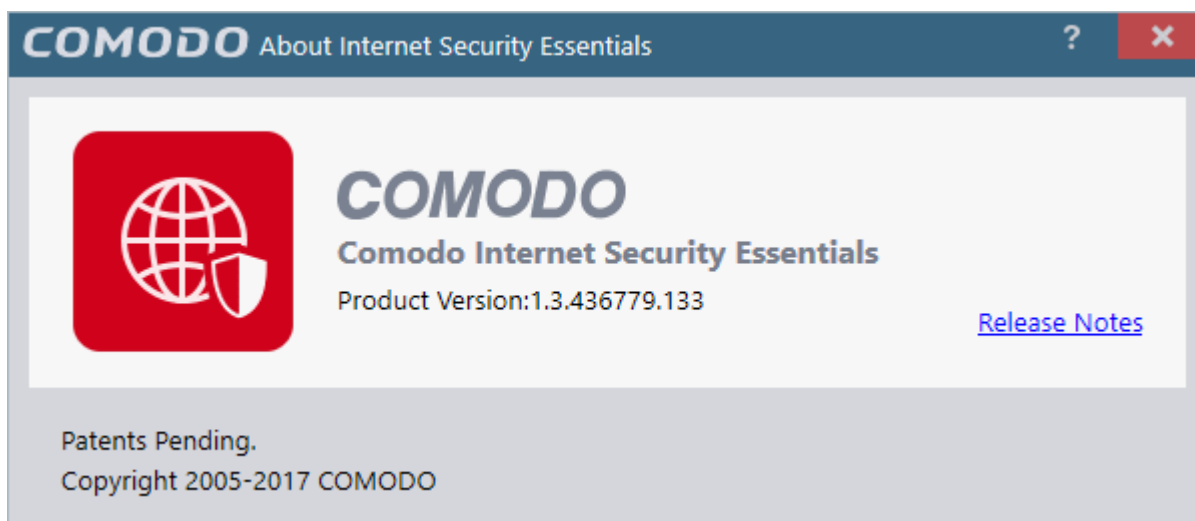 COMODO About Internet Security Essentials ?
COMODO
Comodo Internet Security Essentials
Product Version:1.3.436779.133
Release Notes
Patents Pending.
Copyright 2005-2017 COMODO